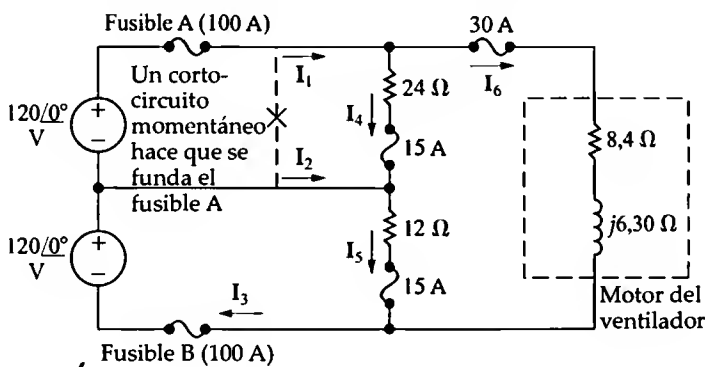 Fusible A (100 A)
30 A
I₁
I₆
Un corto-
circuito
momentáneo
hace que se
funda el
fusible A
120/0°
V
+
−
24 Ω
I₄
15 A
8,4 Ω
I₂
12 Ω
j6,30 Ω
120/0°
V
+
−
I₅
15 A
I₃
Motor del
ventilador
Fusible B (100 A)